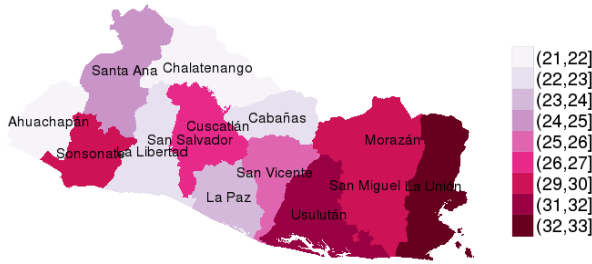 Santa Ana
Chalatenango
Ahuachapán
Cabañas
Cuscatlán
San Salvador
La Libertad
Sonsonate
Morazán
San Vicente
San Miguel
La Unión
La Paz
Usulután
(21,22]
(22,23]
(23,24]
(24,25]
(25,26]
(26,27]
(29,30]
(31,32]
(32,33]